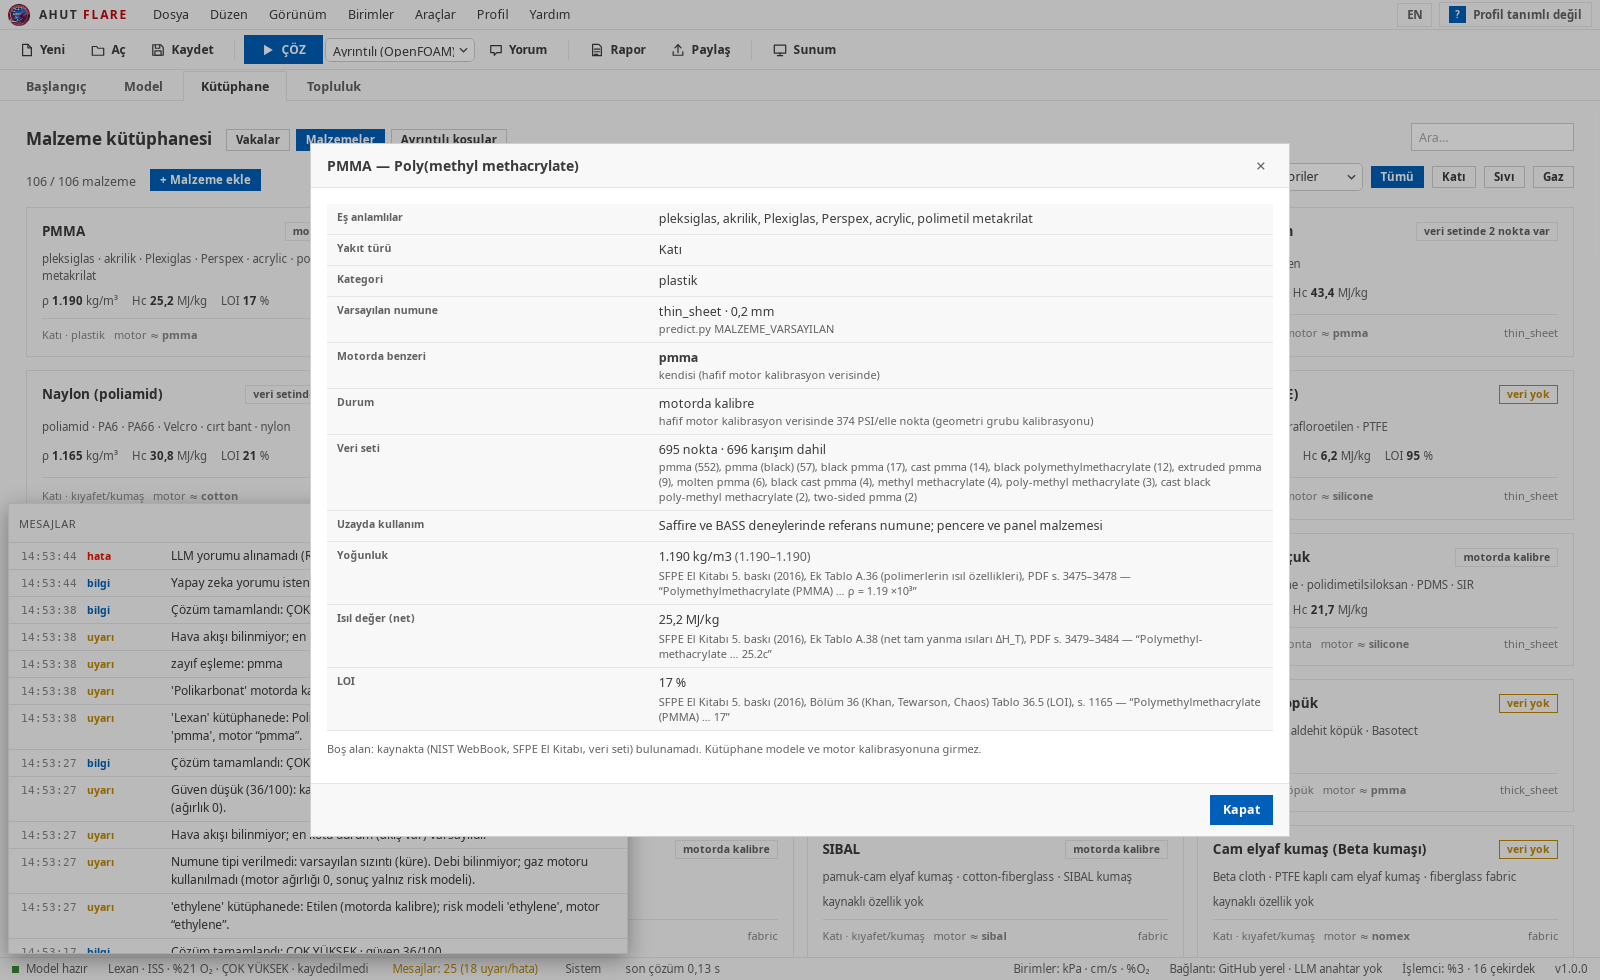 AHUT FLARE Dosya Düzen Görünüm Birimler Araçlar Profil Yardım EN ? Profil tanımlı değil
Yeni Aç Kaydet ÇÖZ Ayrıntılı (OpenFOAM) Yorum Rapor Paylaş Sunum
Başlangıç Model Kütüphane Topluluk
Malzeme kütüphanesi Vakalar Malzemeler Ayrıntılı koşular Ara...
106 / 106 malzeme + Malzeme ekle Tümü Katı Sıvı Gaz
PMMA
pleksiglas · akrilik · Plexiglas · Perspex · acrylic ·
metakrilat
ρ 1.190 kg/m³ Hc 25,2 MJ/kg LOI 17 %
Katı · plastik motor ≈ pmma
Naylon (poliamid)
poliamid · PA6 · PA66 · Velcro · cırt bant · nylon
ρ 1.165 kg/m³ Hc 30,8 MJ/kg LOI 21 %
Katı · kıyafet/kumaş motor ≈ cotton
PMMA — Poly(methyl methacrylate) ×
Eş anlamlılar pleksiglas, akrilik, Plexiglas, Perspex, acrylic, polimetil metakrilat
Yakıt türü Katı
Kategori plastik
Varsayılan numune thin_sheet · 0,2 mm
predict.py MALZEME_VARSAYILAN
Motorda benzeri pmma
kendisi (hafif motor kalibrasyon verisinde)
Durum motorda kalibre
hafif motor kalibrasyon verisinde 374 PSI/elle nokta (geometri grubu kalibrasyonu)
Veri seti 695 nokta · 696 karışım dahil
pmma (552), pmma (black) (57), black pmma (17), cast pmma (14), black polymethylmethacrylate (12), extruded pmma
(9), molten pmma (6), black cast pmma (4), methyl methacrylate (4), poly-methyl methacrylate (3), cast black
poly-methyl methacrylate (2), two-sided pmma (2)
Uzayda kullanım Saffire ve BASS deneylerinde referans numune; pencere ve panel malzemesi
Yoğunluk 1.190 kg/m3 (1.190–1.190)
SFPE El Kitabı 5. baskı (2016), Ek Tablo A.36 (polimerlerin ısıl özellikleri), PDF s. 3475–3478 —
“Polymethylmethacrylate (PMMA) ... ρ = 1.19 ×10³”
Isıl değer (net) 25,2 MJ/kg
SFPE El Kitabı 5. baskı (2016), Ek Tablo A.38 (net tam yanma ısıları ΔH_T), PDF s. 3479–3484 — “Polymethyl-
methacrylate ... 25.2c”
LOI 17 %
SFPE El Kitabı 5. baskı (2016), Bölüm 36 (Khan, Tewarson, Chaos) Tablo 36.5 (LOI), s. 1165 — “Polymethylmethacrylate
(PMMA) ... 17”
Boş alan: kaynakta (NIST WebBook, SFPE El Kitabı, veri seti) bulunamadı. Kütüphane modele ve motor kalibrasyonuna girmez.
Kapat
veri setinde 2 nokta var
Hc 43,4 MJ/kg
≈ pmma thin_sheet
veri yok
PTFE
Hc 6,2 MJ/kg LOI 95 %
≈ silicone thin_sheet
motorda kalibre
polidimetilsiloksan · PDMS · SIR
Hc 21,7 MJ/kg
motor ≈ silicone thin_sheet
veri yok
köpük · Basotect
motor ≈ pmma thick_sheet
MESAJLAR
14:53:44 hata LLM yorumu alınamadı
14:53:44 bilgi Yapay zeka yorumu
14:53:38 bilgi Çözüm tamamlandı: ÇOK
14:53:38 uyarı Hava akışı bilinmiyor; en
14:53:38 uyarı zayıf eşleme: pmma
14:53:38 uyarı 'Polikarbonat' motorda
14:53:38 uyarı 'Lexan' kütüphanede:
'pmma', motor “pmma”.
14:53:27 bilgi Çözüm tamamlandı: ÇOK
14:53:27 uyarı Güven düşük (36/100):
(ağırlık 0).
14:53:27 uyarı Hava akışı bilinmiyor; en kötü durum (akış var) varsayıldı.
14:53:27 uyarı Numune tipi verilmedi: varsayılan sızıntı (küre). Debi bilinmiyor; gaz motoru
kullanılmadı (motor ağırlığı 0, sonuç yalnız risk modeli).
14:53:27 uyarı 'ethylene' kütüphanede: Etilen (motorda kalibre); risk modeli 'ethylene', motor
“ethylene”.
14:53:17 bilgi Çözüm tamamlandı: ÇOK YÜKSEK · güven 36/100
motorda kalibre
fabric
SIBAL motorda kalibre
pamuk-cam elyaf kumaş · cotton-fiberglass · SIBAL kumaş
kaynaklı özellik yok
Katı · kıyafet/kumaş motor ≈ sibal fabric
Cam elyaf kumaş (Beta kumaşı) veri yok
Beta cloth · PTFE kaplı cam elyaf kumaş · fiberglass fabric
kaynaklı özellik yok
Katı · kıyafet/kumaş motor ≈ nomex fabric
Model hazır Lexan · ISS · %21 O₂ · ÇOK YÜKSEK · kaydedilmedi Mesajlar: 25 (18 uyarı/hata) Sistem son çözüm 0,13 s Birimler: kPa · cm/s · %O₂ Bağlantı: GitHub yerel · LLM anahtar yok İşlemci: %3 · 16 çekirdek v1.0.0